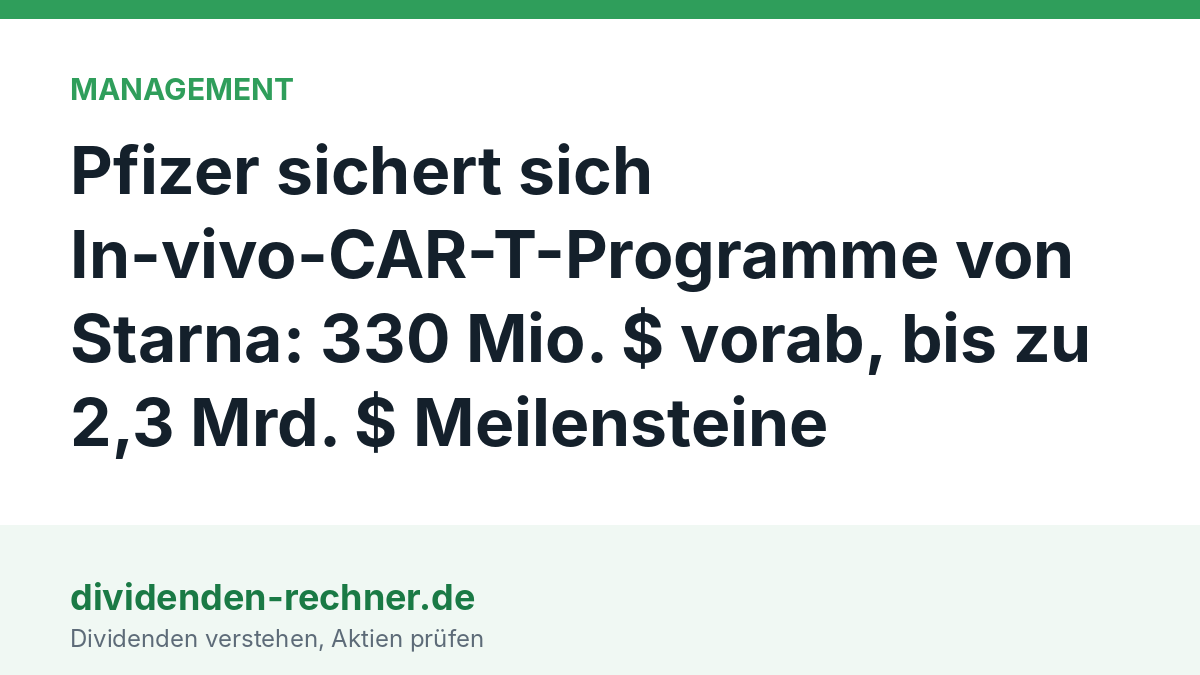 MANAGEMENT
Pfizer sichert sich
In-vivo-CAR-T-Programme von
Starna: 330 Mio. $ vorab, bis zu
2,3 Mrd. $ Meilensteine
dividenden-rechner.de
Dividenden verstehen, Aktien prüfen